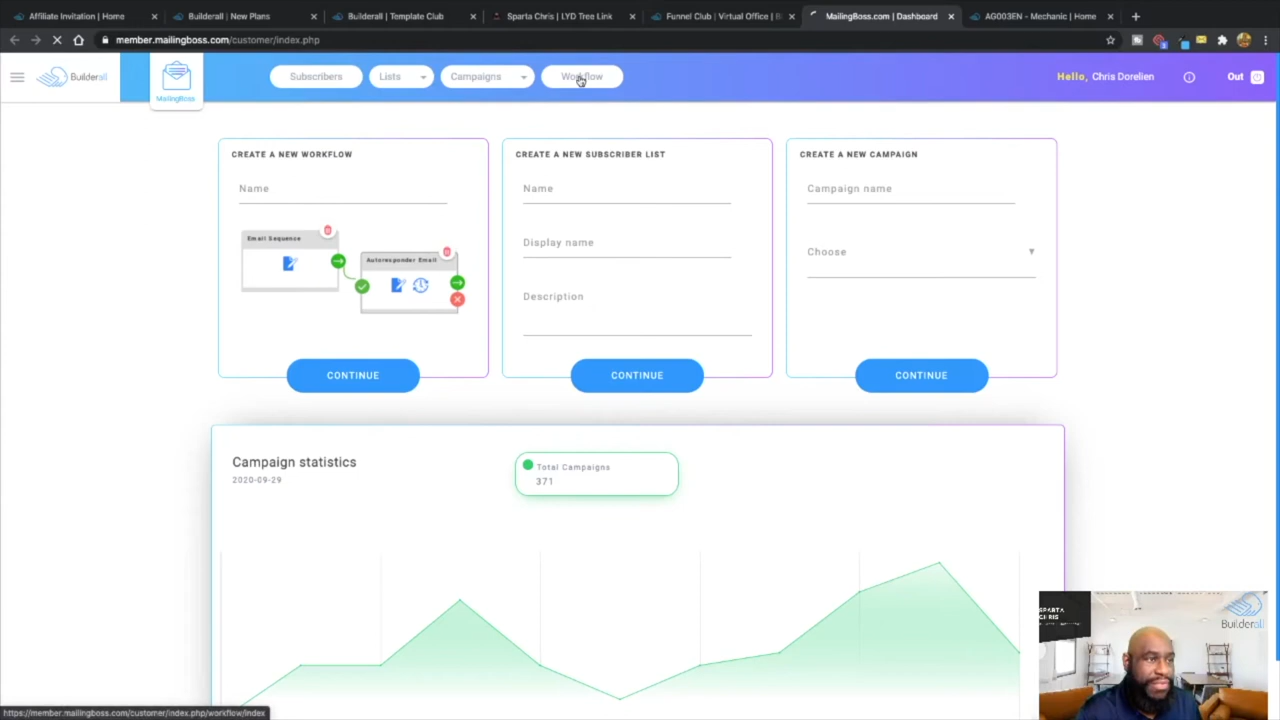 Affiliate Invitation | Home
Builderall | New Plans
Builderall | Template Club
Sparta Chris | LYD Tree Link
Funnel Club | Virtual Office | B
MailingBoss.com | Dashboard
AG003EN - Mechanic | Home
member.mailingboss.com/customer/index.php
Builderall
MailingBoss
Subscribers
Lists
Campaigns
Workflow
Hello, Chris Dorelien
Out
CREATE A NEW WORKFLOW
Name
Email Sequence
Autoresponder Email
CONTINUE
CREATE A NEW SUBSCRIBER LIST
Name
Display name
Description
CONTINUE
CREATE A NEW CAMPAIGN
Campaign name
Choose
CONTINUE
Campaign statistics
2020-09-29
Total Campaigns
371
SPARTA
CHRIS
Builderall
https://member.mailingboss.com/customer/index.php/workflow/index